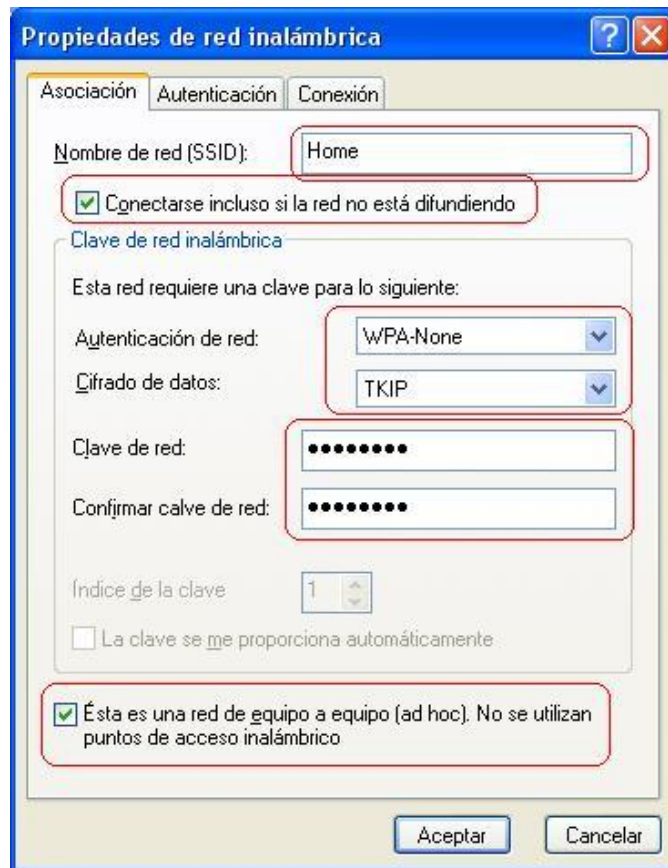 Propiedades de red inalámbrica
Asociación Autenticación Conexión
Nombre de red (SSID): Home
Conectarse incluso si la red no está difundiendo
Clave de red inalámbrica
Esta red requiere una clave para lo siguiente:
Autenticación de red: WPA-None
Cifrado de datos: TKIP
Clave de red: ••••••••
Confirmar calve de red: ••••••••
Índice de la clave 1
La clave se me proporciona automáticamente
Ésta es una red de equipo a equipo (ad hoc). No se utilizan
puntos de acceso inalámbrico
Aceptar Cancelar